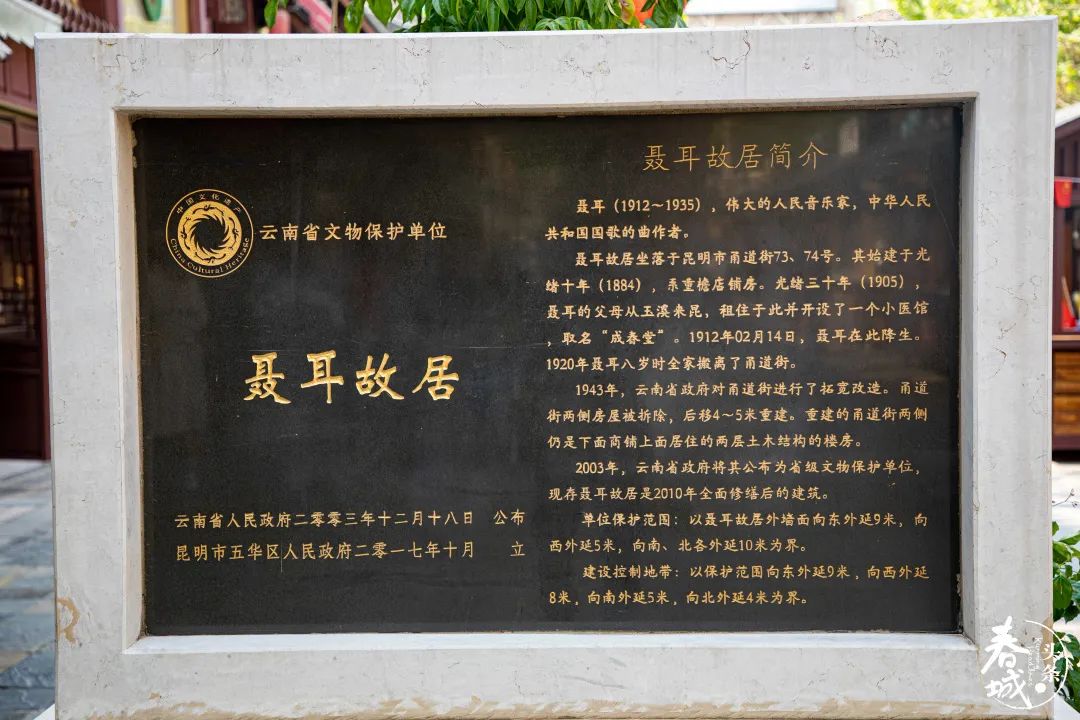 中国文化遗产
China Cultural Heritage
云南省文物保护单位
聂耳故居
云南省人民政府二零零三年十二月十八日 公布
昆明市五华区人民政府二零一七年十月 立
聂耳故居简介
聂耳（1912～1935），伟大的人民音乐家，中华人民
共和国国歌的曲作者。
聂耳故居坐落于昆明市甬道街73、74号。其始建于光
绪十年（1884），系重檐店铺房。光绪三十年（1905），
聂耳的父母从玉溪来昆，租住于此并开设了一个小医馆
，取名“成春堂”。1912年02月14日，聂耳在此降生。
1920年聂耳八岁时全家搬离了甬道街。
1943年，云南省政府对甬道街进行了拓宽改造。甬道
街两侧房屋被拆除，后移4～5米重建。重建的甬道街两侧
仍是下面商铺上面居住的两层土木结构的楼房。
2003年，云南省政府将其公布为省级文物保护单位，
现存聂耳故居是2010年全面修缮后的建筑。
单位保护范围：以聂耳故居外墙面向东外延9米，向
西外延5米，向南、北各外延10米为界。
建设控制地带：以保护范围向东外延9米，向西外延
8米，向南外延5米，向北外延4米为界。
春城
头条